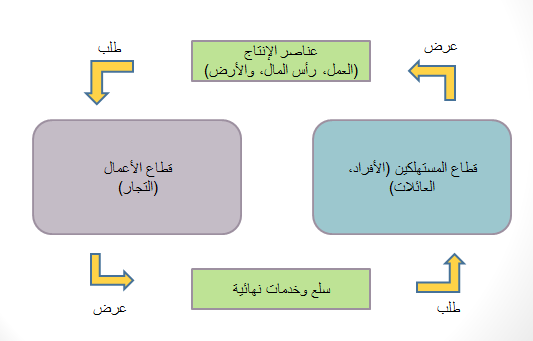 عرض
عناصر الإنتاج
(العمل، رأس المال، والأرض)
طلب
قطاع المستهلكين (الأفراد،
العائلات)
قطاع الأعمال
(التجار)
طلب
سلع وخدمات نهائية
عرض